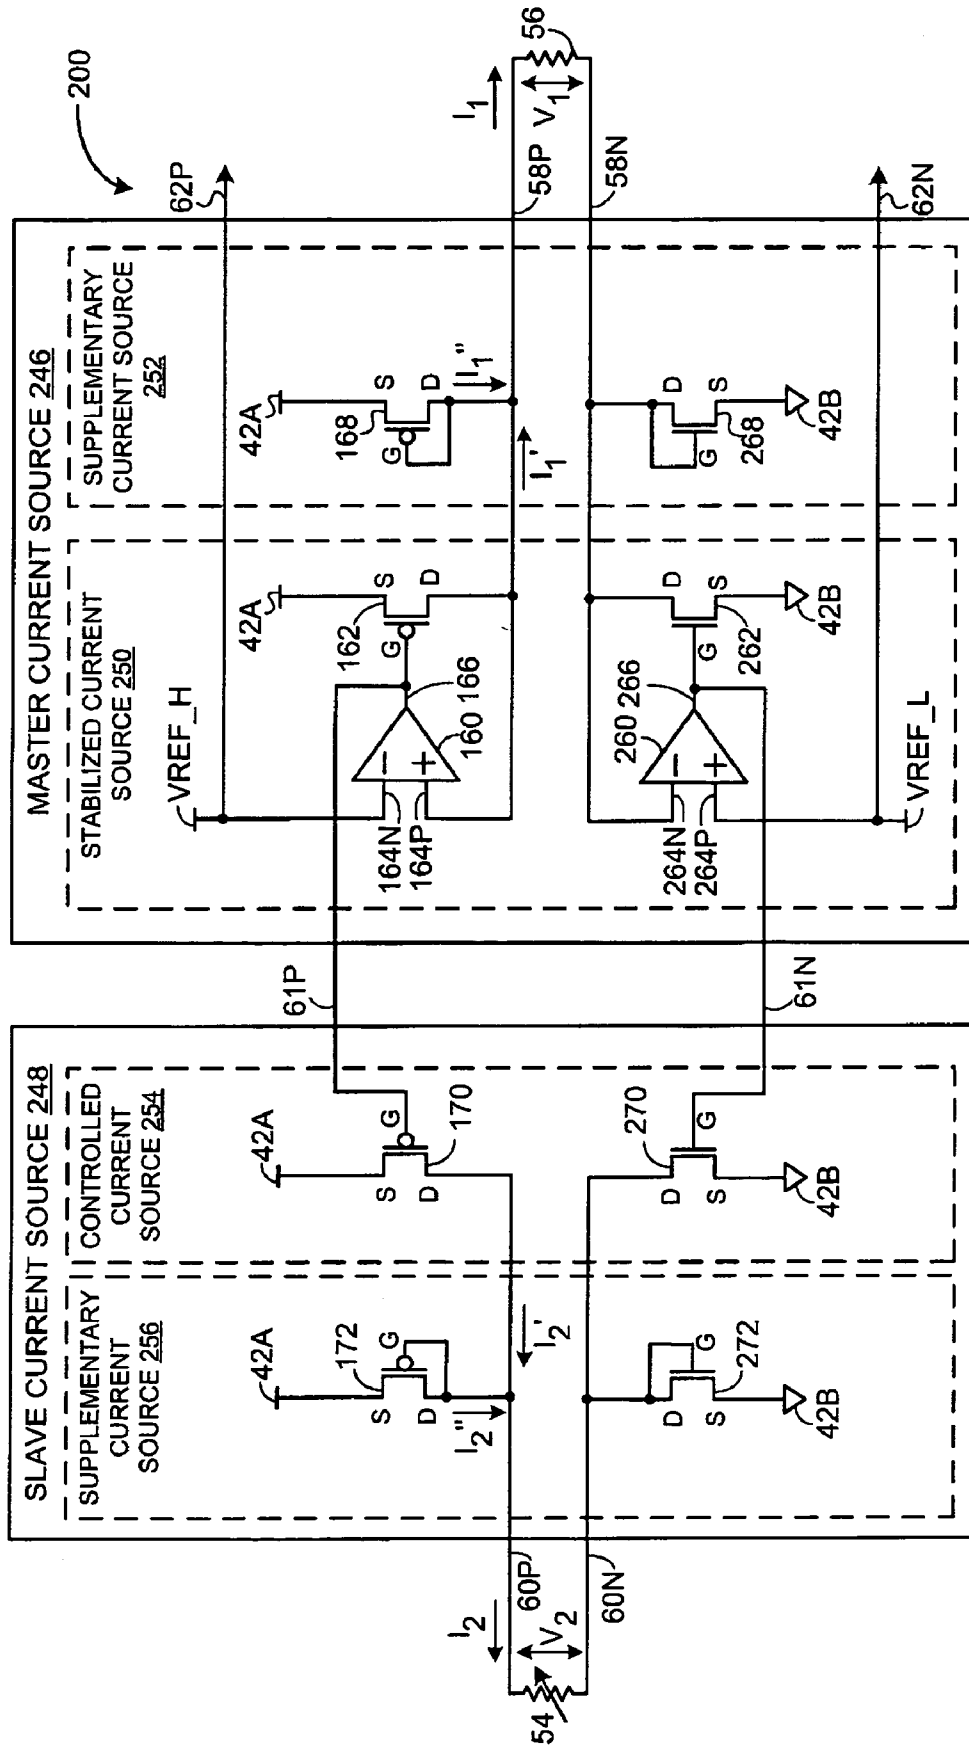 200
MASTER CURRENT SOURCE 246
STABILIZED CURRENT
SOURCE 250
SUPPLEMENTARY
CURRENT SOURCE
252
VREF_H
62P
42A
42A
162
S
D
G
168
S
D
G
I1"
I1'
I1
164N
164P
160
166
58P
V1
56
58N
264N
264P
260
266
D
G
S
262
42B
D
G
S
268
42B
VREF_L
62N
61P
61N
SLAVE CURRENT SOURCE 248
SUPPLEMENTARY
CURRENT
SOURCE 256
CONTROLLED
CURRENT
SOURCE 254
42A
42A
172
S
G
D
I2"
S
G
D
170
I2'
I2
60P
V2
54
60N
D
G
S
272
42B
270
D
G
S
42B